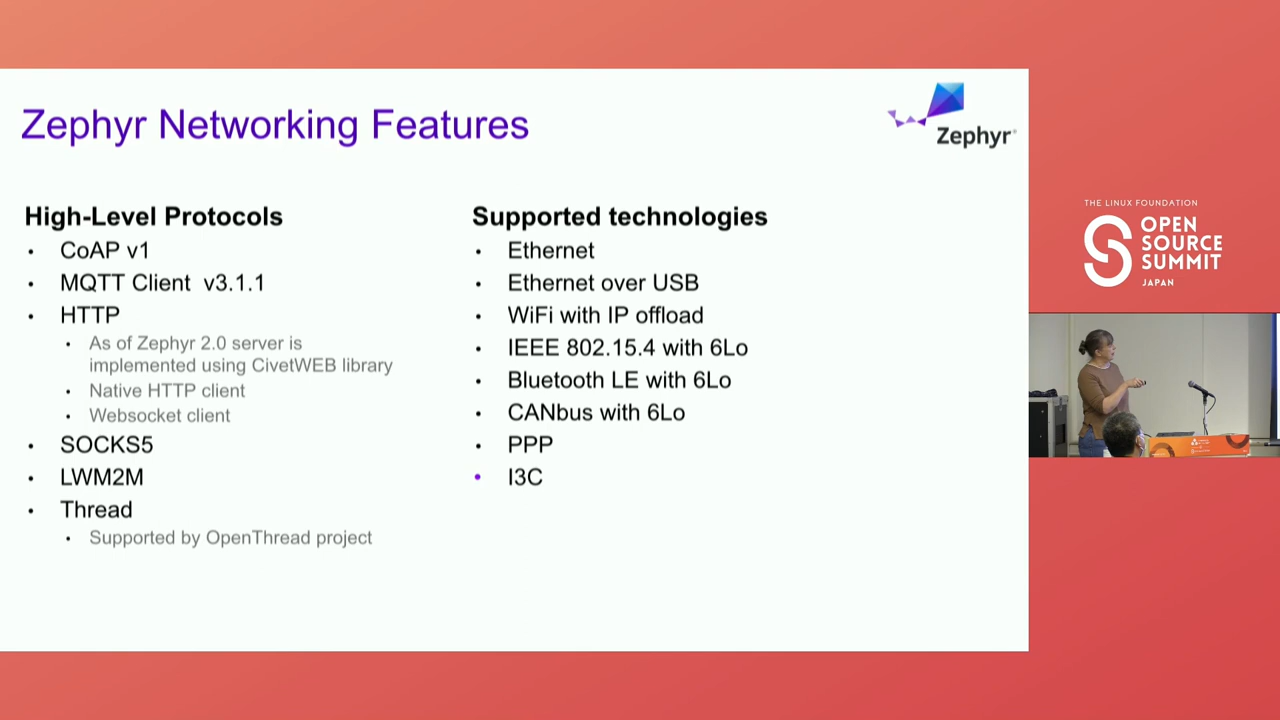 Zephyr Networking Features
Zephyr
High-Level Protocols
• CoAP v1
• MQTT Client v3.1.1
• HTTP
• As of Zephyr 2.0 server is
implemented using CivetWEB library
• Native HTTP client
• Websocket client
• SOCKS5
• LWM2M
• Thread
• Supported by OpenThread project
Supported technologies
• Ethernet
• Ethernet over USB
• WiFi with IP offload
• IEEE 802.15.4 with 6Lo
• Bluetooth LE with 6Lo
• CANbus with 6Lo
• PPP
• I3C
THE LINUX FOUNDATION
OPEN
SOURCE
SUMMIT
JAPAN